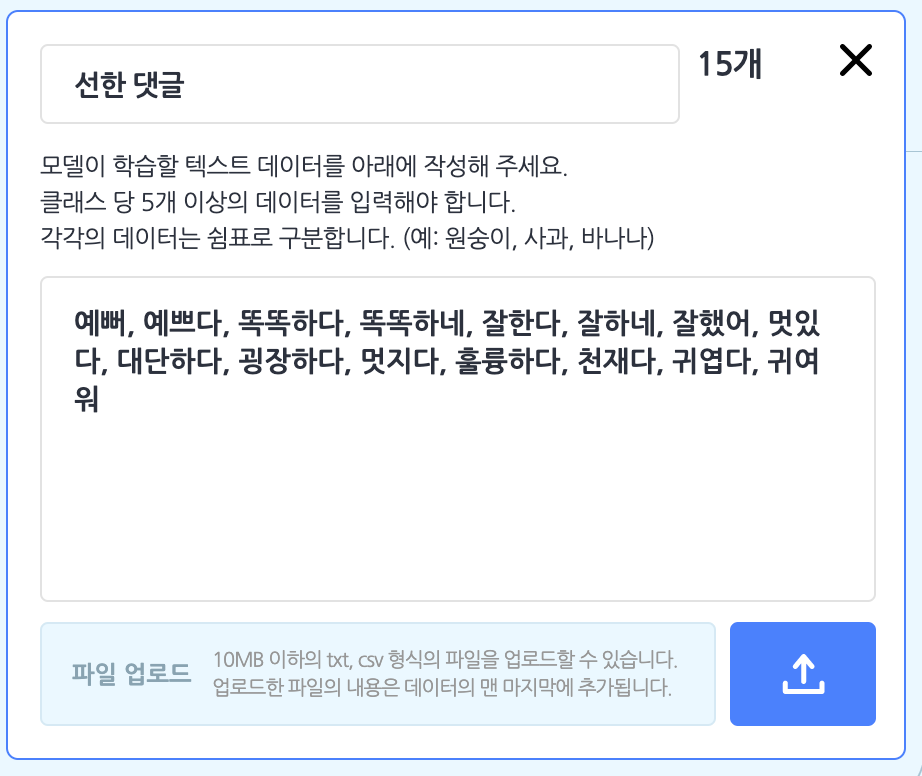 선한 댓글
15개
모델이 학습할 텍스트 데이터를 아래에 작성해 주세요.
클래스 당 5개 이상의 데이터를 입력해야 합니다.
각각의 데이터는 쉼표로 구분합니다. (예: 원숭이, 사과, 바나나)
예뻐, 예쁘다, 똑똑하다, 똑똑하네, 잘한다, 잘하네, 잘했어, 멋있
다, 대단하다, 굉장하다, 멋지다, 훌륭하다, 천재다, 귀엽다, 귀여
워
파일 업로드
10MB 이하의 txt, csv 형식의 파일을 업로드할 수 있습니다.
업로드한 파일의 내용은 데이터의 맨 마지막에 추가됩니다.